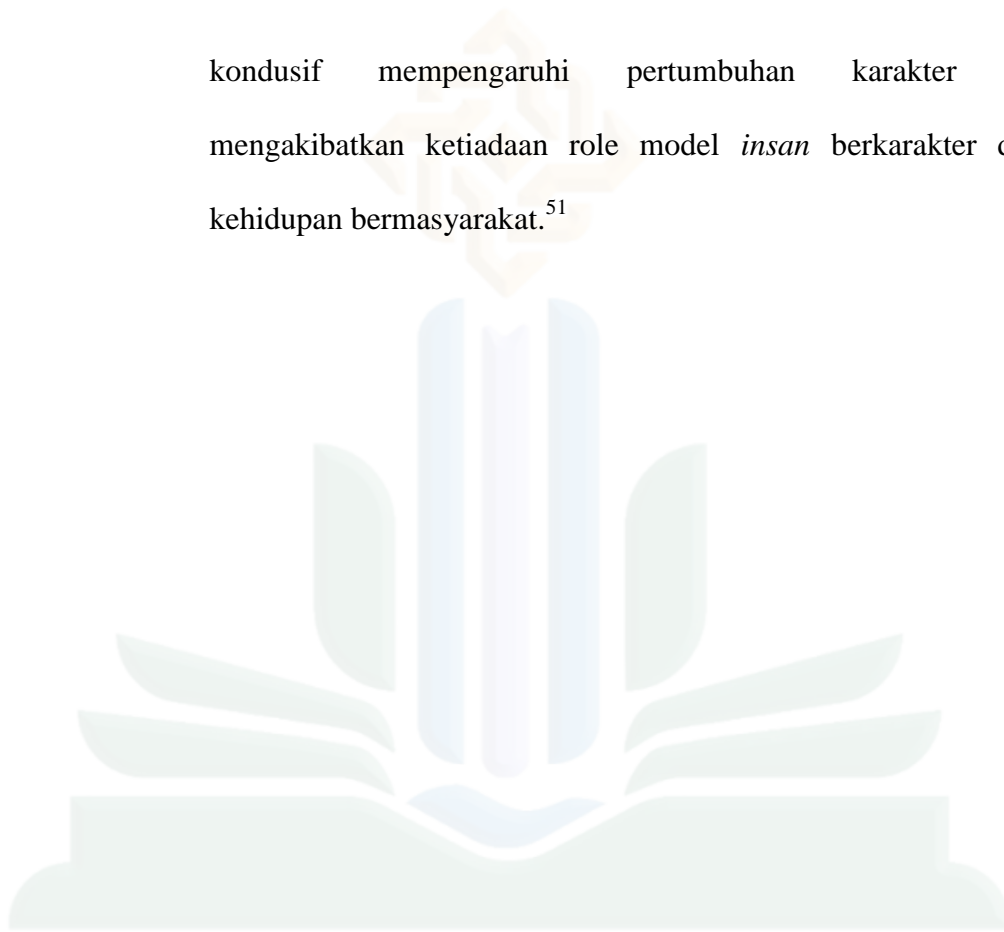 kondusif mempengaruhi pertumbuhan karakter
mengakibatkan ketiadaan role model insan berkarakter
kehidupan bermasyarakat.51